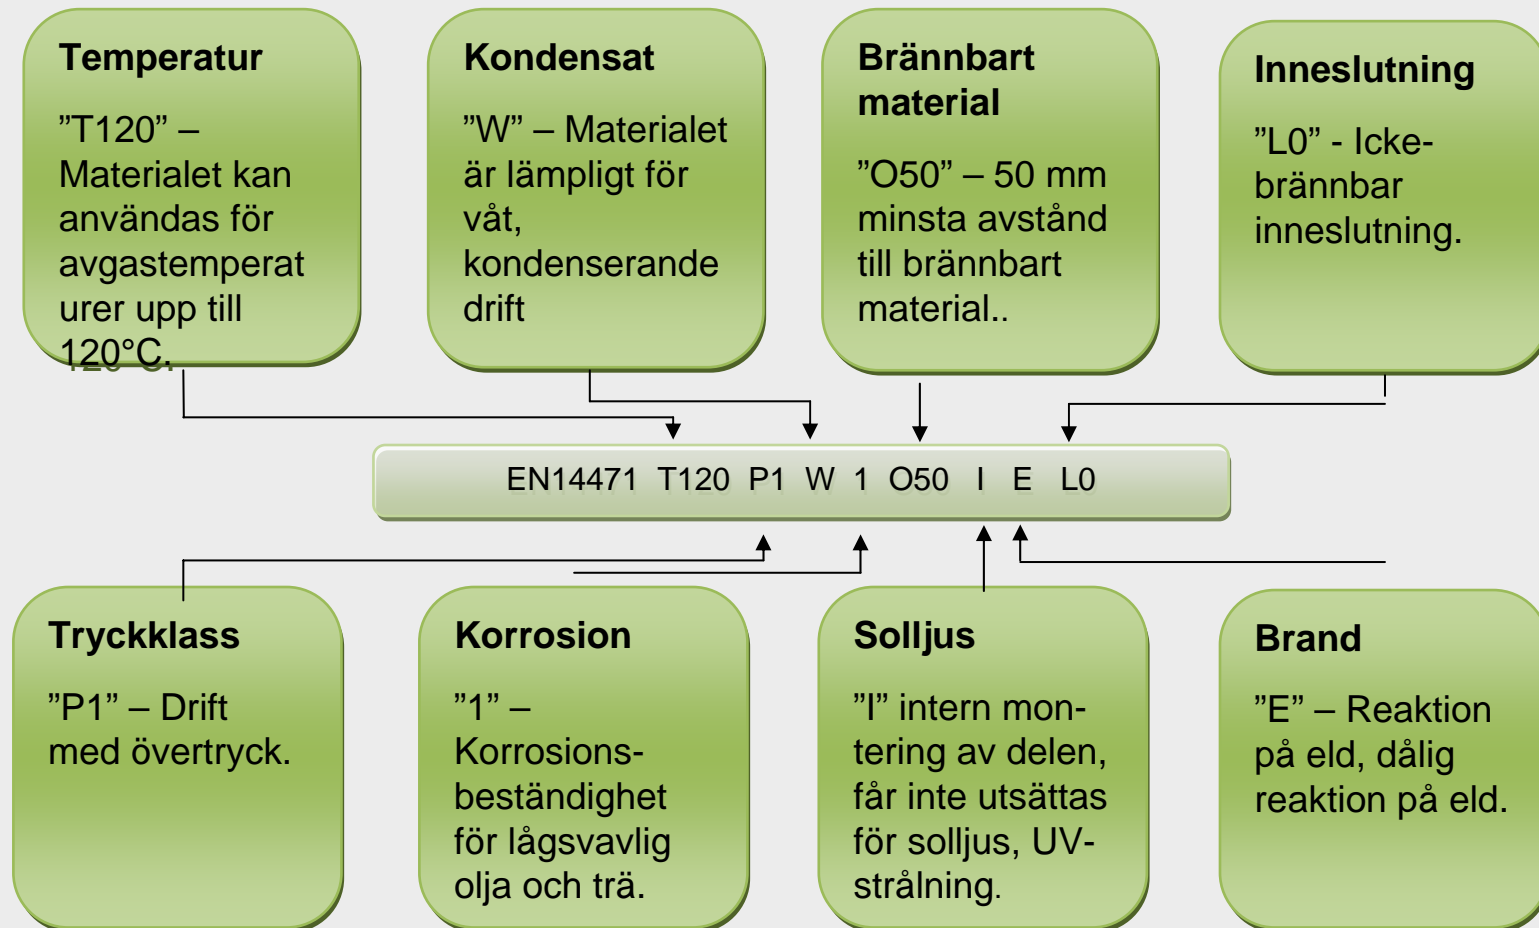 Temperatur
”T120” –
Materialet kan
användas för
avgastemperat
urer upp till
120°C.
Kondensat
”W” – Materialet
är lämpligt för
våt,
kondenserande
drift
Brännbart
material
”O50” – 50 mm
minsta avstånd
till brännbart
material..
Inneslutning
”L0” - Icke-
brännbar
inneslutning.
EN14471 T120 P1 W 1 O50 I E L0
Tryckklass
”P1” – Drift
med övertryck.
Korrosion
”1” –
Korrosions-
beständighet
för lågsvavlig
olja och trä.
Solljus
”I” intern mon-
tering av delen,
får inte utsättas
för solljus, UV-
strålning.
Brand
”E” – Reaktion
på eld, dålig
reaktion på eld.